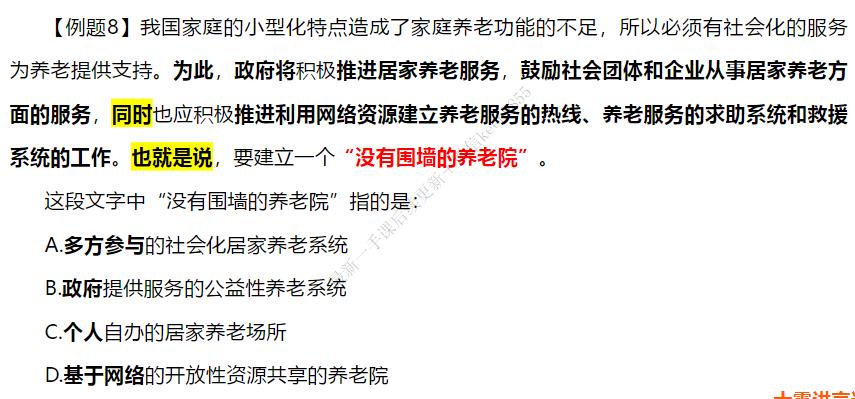 【例题8】我国家庭的小型化特点造成了家庭养老功能的不足，所以必须有社会化的服务
为养老提供支持。为此，政府将积极推进居家养老服务，鼓励社会团体和企业从事居家养老方
面的服务，同时也应积极推进利用网络资源建立养老服务的热线、养老服务的求助系统和救援
系统的工作。也就是说，要建立一个“没有围墙的养老院”。
这段文字中“没有围墙的养老院”指的是：
A.多方参与的社会化居家养老系统
B.政府提供服务的公益性养老系统
C.个人自办的居家养老场所
D.基于网络的开放性资源共享的养老院